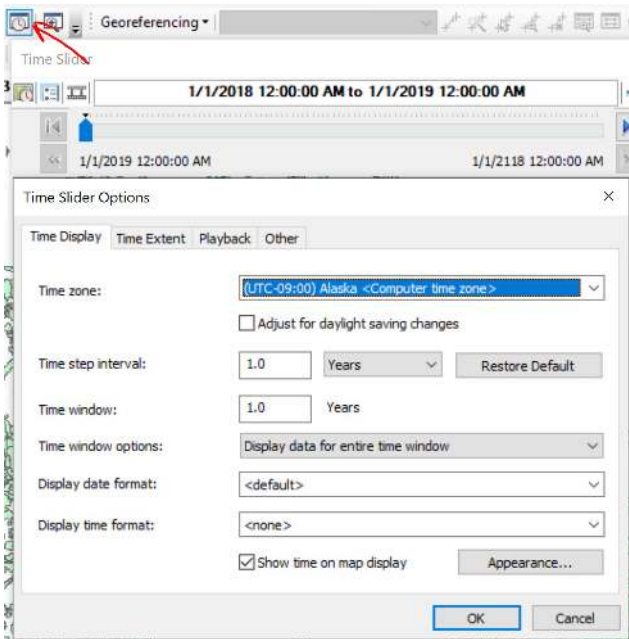 Georeferencing
Time Slider
1/1/2018 12:00:00 AM to 1/1/2019 12:00:00 AM
1/1/2019 12:00:00 AM 1/1/2118 12:00:00 AM
Time Slider Options
Time Display Time Extent Playback Other
Time zone: (UTC-09:00) Alaska <Computer time zone>
Adjust for daylight saving changes
Time step interval: 1.0 Years Restore Default
Time window: 1.0 Years
Time window options: Display data for entire time window
Display date format: <default>
Display time format: <none>
Show time on map display Appearance...
OK Cancel